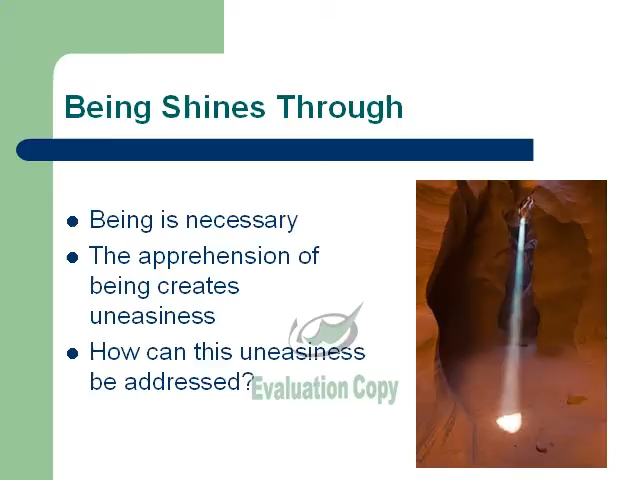 Being Shines Through
Being is necessary
The apprehension of
being creates
uneasiness
How can this uneasiness
be addressed?
Evaluation Copy